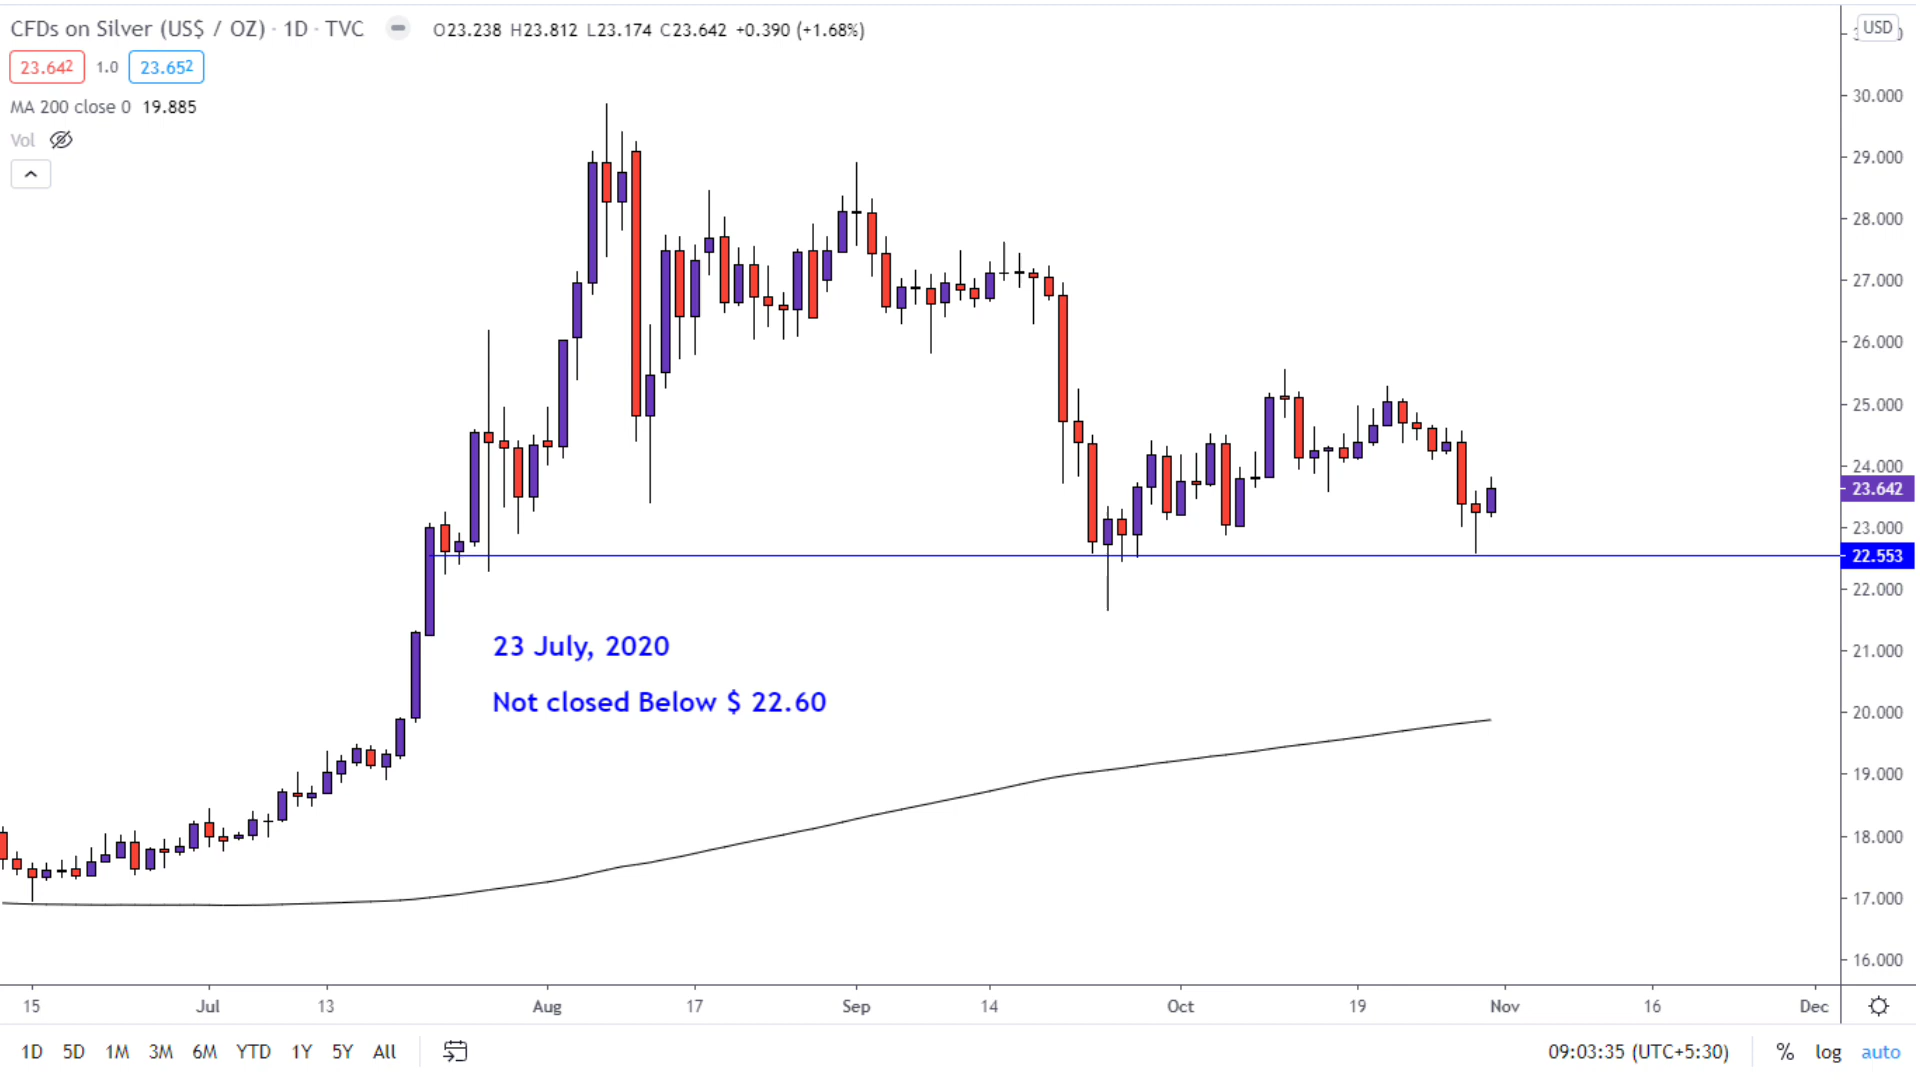 CFDs on Silver (US$ / OZ) · 1D · TVC
O23.238 H23.812 L23.174 C23.642 +0.390 (+1.68%)
USD
23.642 1.0 23.652
MA 200 close 0 19.885
Vol
30.000
29.000
28.000
27.000
26.000
25.000
24.000
23.642
23.000
22.553
22.000
21.000
20.000
19.000
18.000
17.000
16.000
23 July, 2020
Not closed Below $ 22.60
15 Jul 13 Aug 17 Sep 14 Oct 19 Nov 16 Dec
1D 5D 1M 3M 6M YTD 1Y 5Y All
09:03:35 (UTC+5:30) % log auto